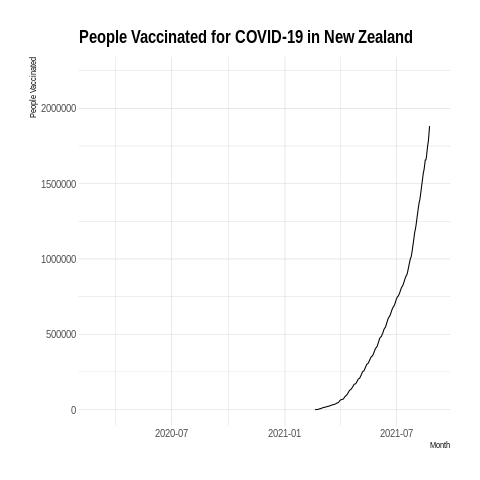 People Vaccinated for COVID-19 in New Zealand
People Vaccinated
2000000
1500000
1000000
500000
0
2020-07 2021-01 2021-07
Month